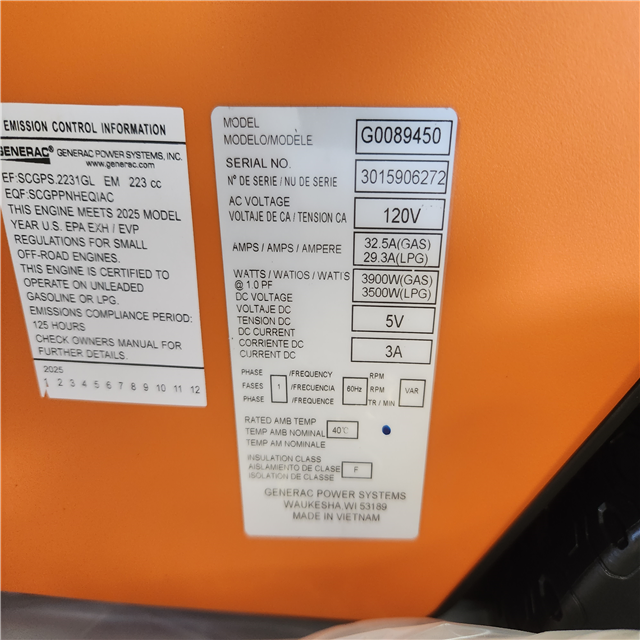 EMISSION CONTROL INFORMATION
GENERAC® GENERAC POWER SYSTEMS, INC.
www.generac.com
EF:SCGPS.2231GL EM 223 cc
EQF:SCGPPNHEQIAC
THIS ENGINE MEETS 2025 MODEL
YEAR U.S. EPA EXH / EVP
REGULATIONS FOR SMALL
OFF-ROAD ENGINES.
THIS ENGINE IS CERTIFIED TO
OPERATE ON UNLEADED
GASOLINE OR LPG.
EMISSIONS COMPLIANCE PERIOD:
125 HOURS
CHECK OWNERS MANUAL FOR
FURTHER DETAILS.
2025
1 2 3 4 5 6 7 8 9 10 11 12
MODEL
MODELO/MODÈLE G0089450
SERIAL NO.
N° DE SERIE / NU DE SERIE 3015906272
AC VOLTAGE
VOLTAJE DE CA / TENSION CA 120V
AMPS / AMPS / AMPERE 32.5A(GAS)
29.3A(LPG)
WATTS / WATIOS / WATTS 3900W(GAS)
@ 1.0 PF 3500W(LPG)
DC VOLTAGE
VOLTAJE DC 5V
TENSION DC
DC CURRENT
CORRIENTE DC 3A
CURRENT DC
PHASE /FREQUENCY RPM
FASES 1 /FRECUENCIA 60Hz RPM VAR
PHASE /FREQUENCE TR / MIN
RATED AMB TEMP
TEMP AMB NOMINAL 40℃
TEMP AM NOMINALE
INSULATION CLASS
AISLAMIENTO DE CLASE F
ISOLATION DE CLASSE
GENERAC POWER SYSTEMS
WAUKESHA WI 53189
MADE IN VIETNAM